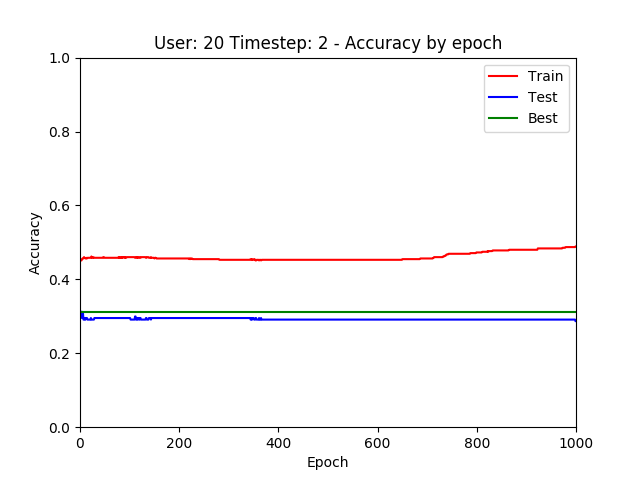 User: 20 Timestep: 2 - Accuracy by epoch
1.0
0.8
0.6
0.4
0.2
0.0
Accuracy
Train
Test
Best
0 200 400 600 800 1000
Epoch